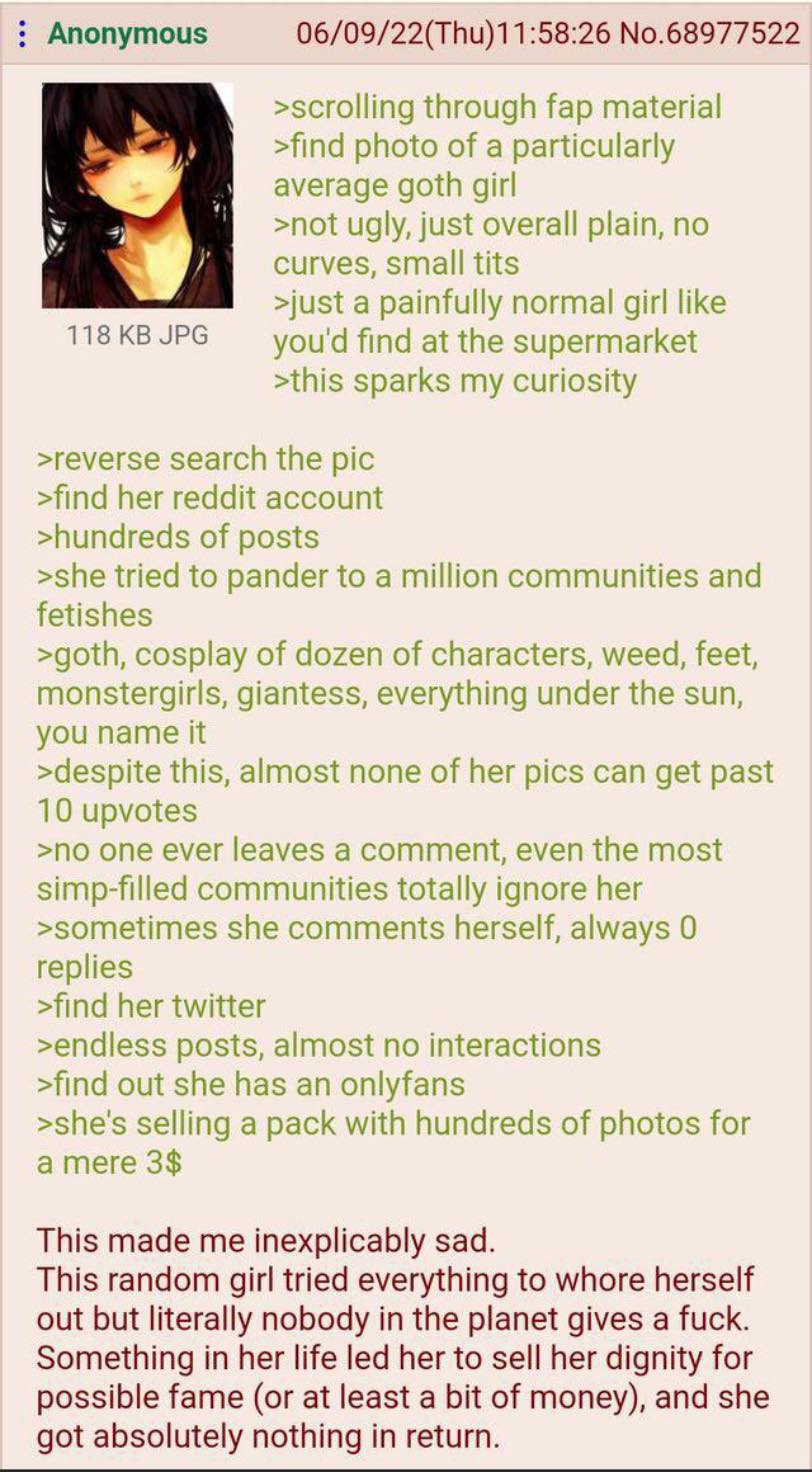 Anonymous 06/09/22(Thu)11:58:26 No.68977522
>scrolling through fap material
>find photo of a particularly
average goth girl
>not ugly, just overall plain, no
curves, small tits
>just a painfully normal girl like
you'd find at the supermarket
>this sparks my curiosity
118 KB JPG
>reverse search the pic
>find her reddit account
>hundreds of posts
>she tried to pander to a million communities and
fetishes
>goth, cosplay of dozen of characters, weed, feet,
monstergirls, giantess, everything under the sun,
you name it
>despite this, almost none of her pics can get past
10 upvotes
>no one ever leaves a comment, even the most
simp-filled communities totally ignore her
>sometimes she comments herself, always 0
replies
>find her twitter
>endless posts, almost no interactions
>find out she has an onlyfans
>she's selling a pack with hundreds of photos for
a mere 3$
This made me inexplicably sad.
This random girl tried everything to whore herself
out but literally nobody in the planet gives a fuck.
Something in her life led her to sell her dignity for
possible fame (or at least a bit of money), and she
got absolutely nothing in return.